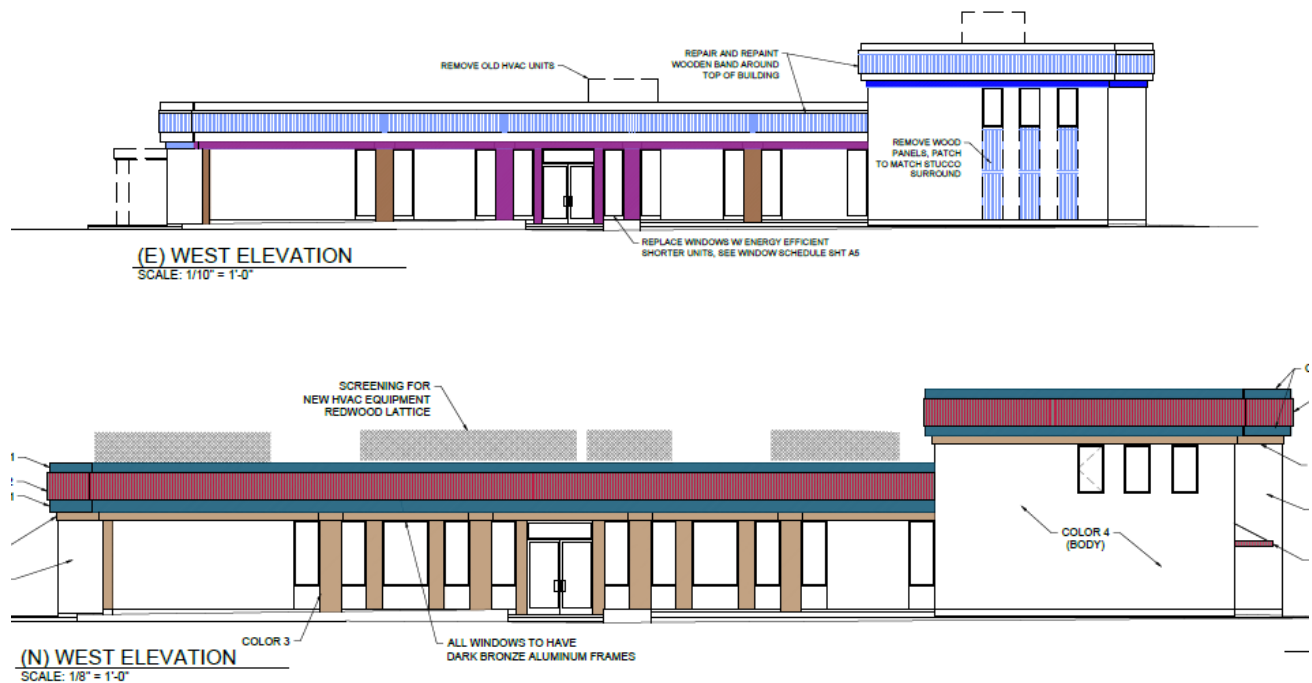 REMOVE OLD HVAC UNITS
REPAIR AND REPAINT
WOODEN BAND AROUND
TOP OF BUILDING
REMOVE WOOD
PANELS, PATCH
TO MATCH STUCCO
SURROUND
REPLACE WINDOWS W/ ENERGY EFFICIENT
SHORTER UNITS, SEE WINDOW SCHEDULE SHT A5
(E) WEST ELEVATION
SCALE: 1/10" = 1'-0"
SCREENING FOR
NEW HVAC EQUIPMENT
REDWOOD LATTICE
1
2
1
COLOR 4
(BODY)
COLOR 3
ALL WINDOWS TO HAVE
DARK BRONZE ALUMINUM FRAMES
(N) WEST ELEVATION
SCALE: 1/8" = 1'-0"